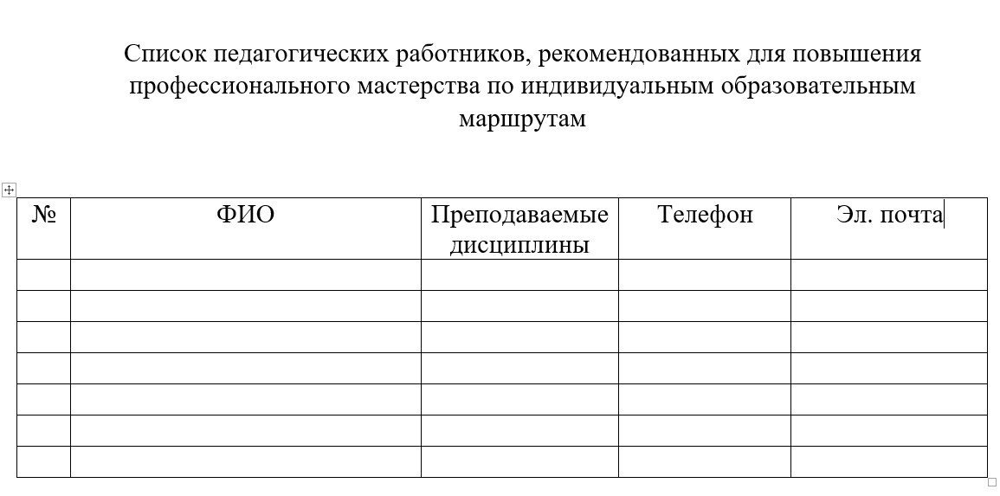 Список педагогических работников, рекомендованных для повышения
профессионального мастерства по индивидуальным образовательным
маршрутам
№ ФИО Преподаваемые дисциплины Телефон Эл. почта